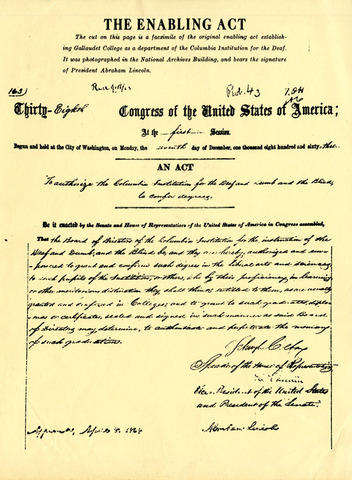 THE ENABLING ACT
The cut on this page is a facsimile of the original enabling act establish-
ing Gallaudet College as a department of the Columbia Institution for the Deaf.
It was photographed in the National Archives Building, and bears the signature
of President Abraham Lincoln.
Pub. 43
Thirty-Eighth Congress of the United States of America;
At the first Session,
Begun and held at the City of Washington, on Monday, the seventh day of December, one thousand eight hundred and sixty-three
AN ACT
To authorize the Columbia Institution for the Deaf and Dumb and the Blind
to confer degrees.
Be it enacted by the Senate and House of Representatives of the United States of America in Congress assembled,
That the Board of Directors of the Columbia Institution for the instruction of the
Deaf and Dumb, and the Blind be, and they are hereby, authorized and em-
powered to grant and confirm such degrees in the liberal arts and sciences,
to such pupils of the Institution, or others, who by their proficiency in learning
or other meritorious distinction they shall think entitled to them, as are usually
granted and conferred in Colleges; and to grant to such graduates diplo-
mas or certificates, sealed and signed in such manner as said Board
of Directors may determine, to authenticate and perpetuate the memory
of such graduations.
Schuyler Colfax
Speaker of the House of Representatives
H. Hamlin
Vice President of the United States
and President of the Senate.
Approved, April 8, 1864
Abraham Lincoln